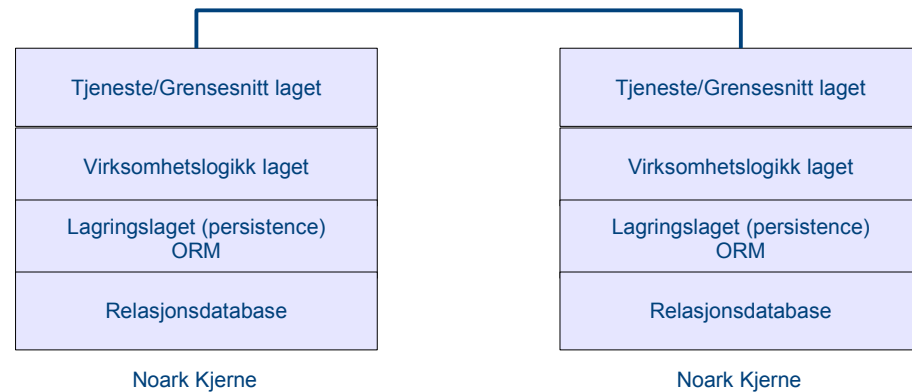 Tjeneste/Grensesnitt laget
Virksomhetslogikk laget
Lagringslaget (persistence)
ORM
Relasjonsdatabase
Noark Kjerne
Tjeneste/Grensesnitt laget
Virksomhetslogikk laget
Lagringslaget (persistence)
ORM
Relasjonsdatabase
Noark Kjerne